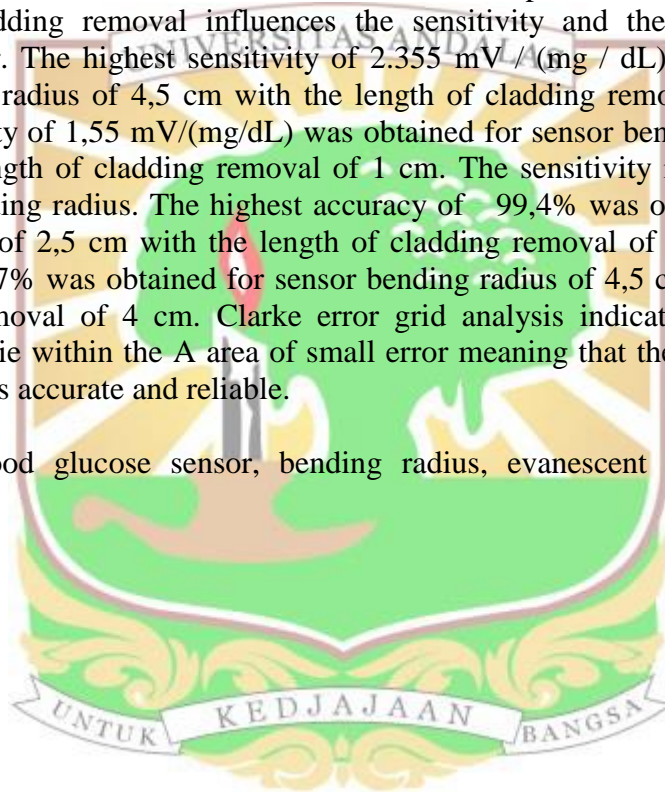 dding removal influences the sensitivity and the
. The highest sensitivity of 2.355 mV / (mg / dL)
radius of 4,5 cm with the length of cladding remo
ty of 1,55 mV/(mg/dL) was obtained for sensor ben
ngth of cladding removal of 1 cm. The sensitivity
ing radius. The highest accuracy of 99,4% was o
of 2,5 cm with the length of cladding removal of
7% was obtained for sensor bending radius of 4,5 c
moval of 4 cm. Clarke error grid analysis indicat
ie within the A area of small error meaning that the
s accurate and reliable.
ood glucose sensor, bending radius, evanescent
UNIVERSITAS ANDALAS
UNTUK KEDJAJAAN BANGSA